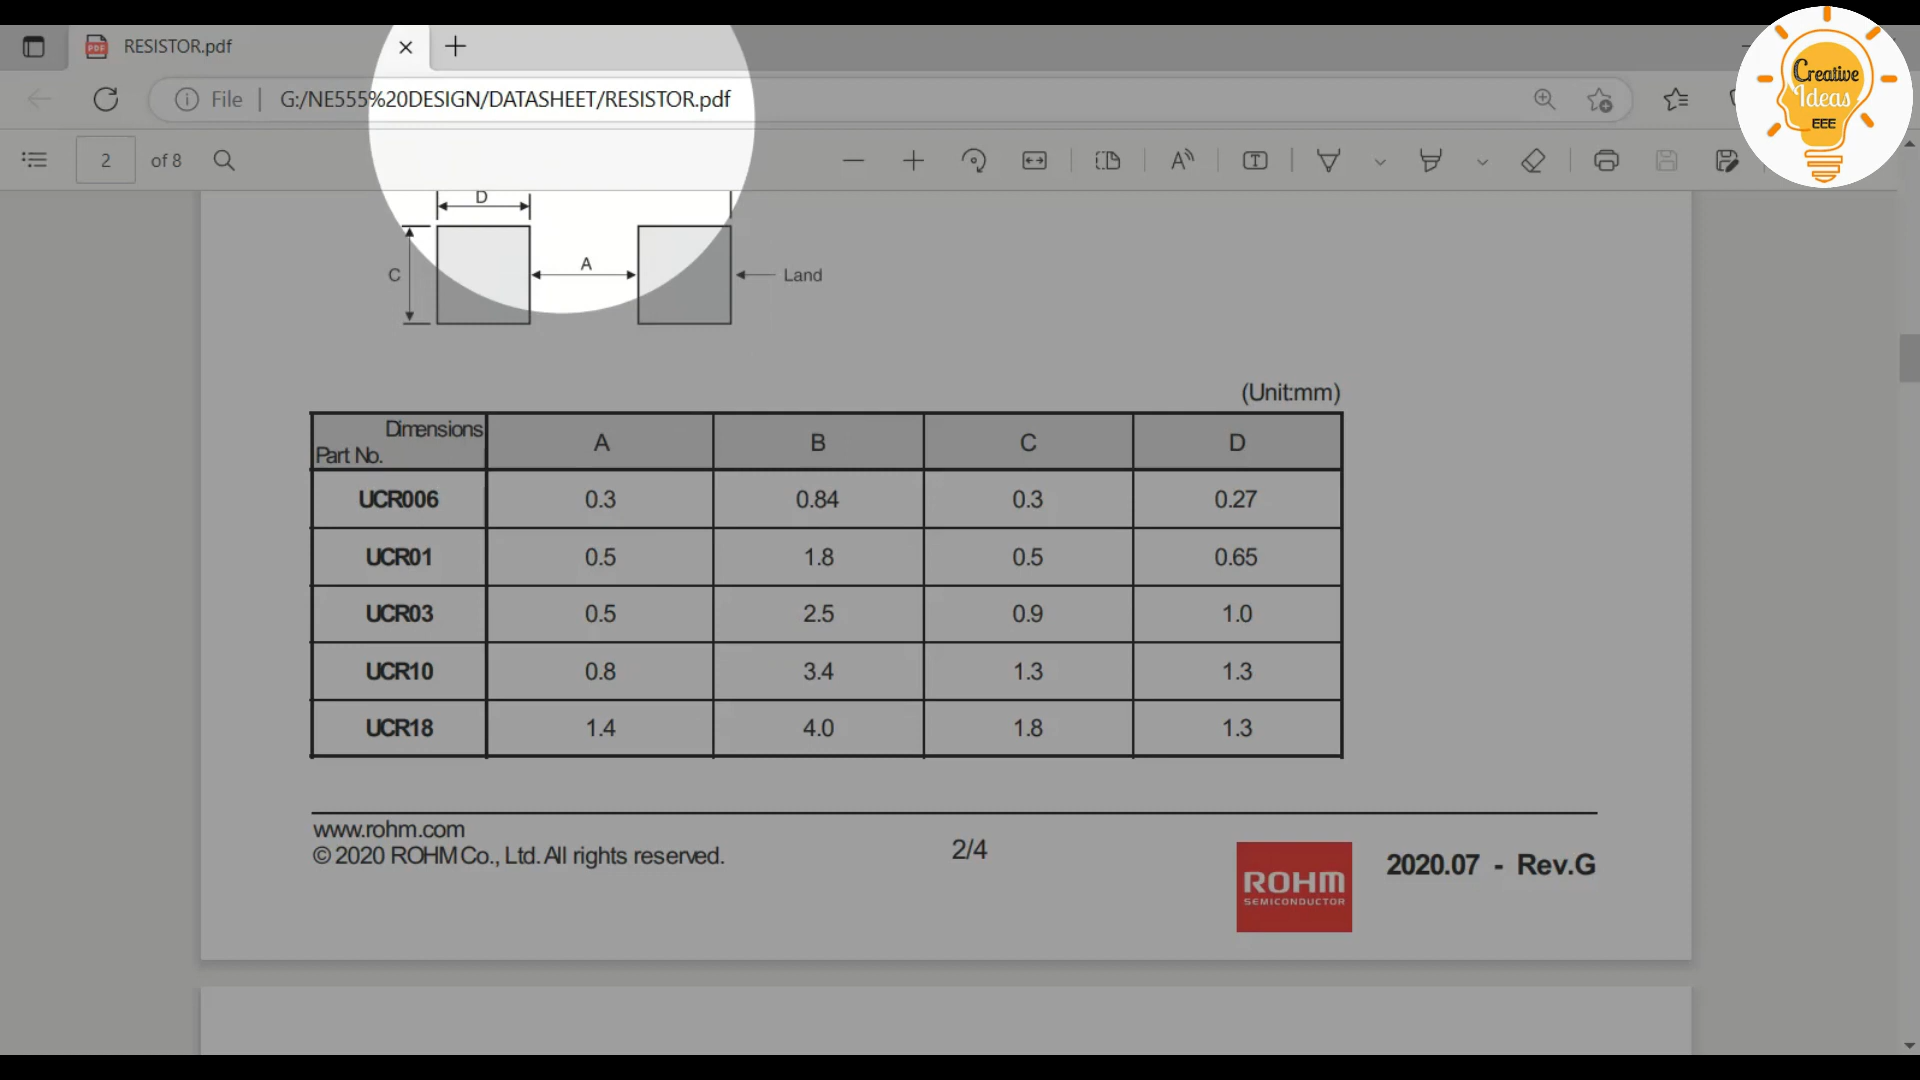 RESISTOR.pdf
Creative
Ideas
EEE
File G:/NE555%20DESIGN/DATASHEET/RESISTOR.pdf
2 of 8
D
C A Land
(Unit:mm)
Dimensions
Part No. A B C D
UCR006 0.3 0.84 0.3 0.27
UCR01 0.5 1.8 0.5 0.65
UCR03 0.5 2.5 0.9 1.0
UCR10 0.8 3.4 1.3 1.3
UCR18 1.4 4.0 1.8 1.3
www.rohm.com
© 2020 ROHM Co., Ltd. All rights reserved.
2/4
ROHM
SEMICONDUCTOR
2020.07 - Rev.G